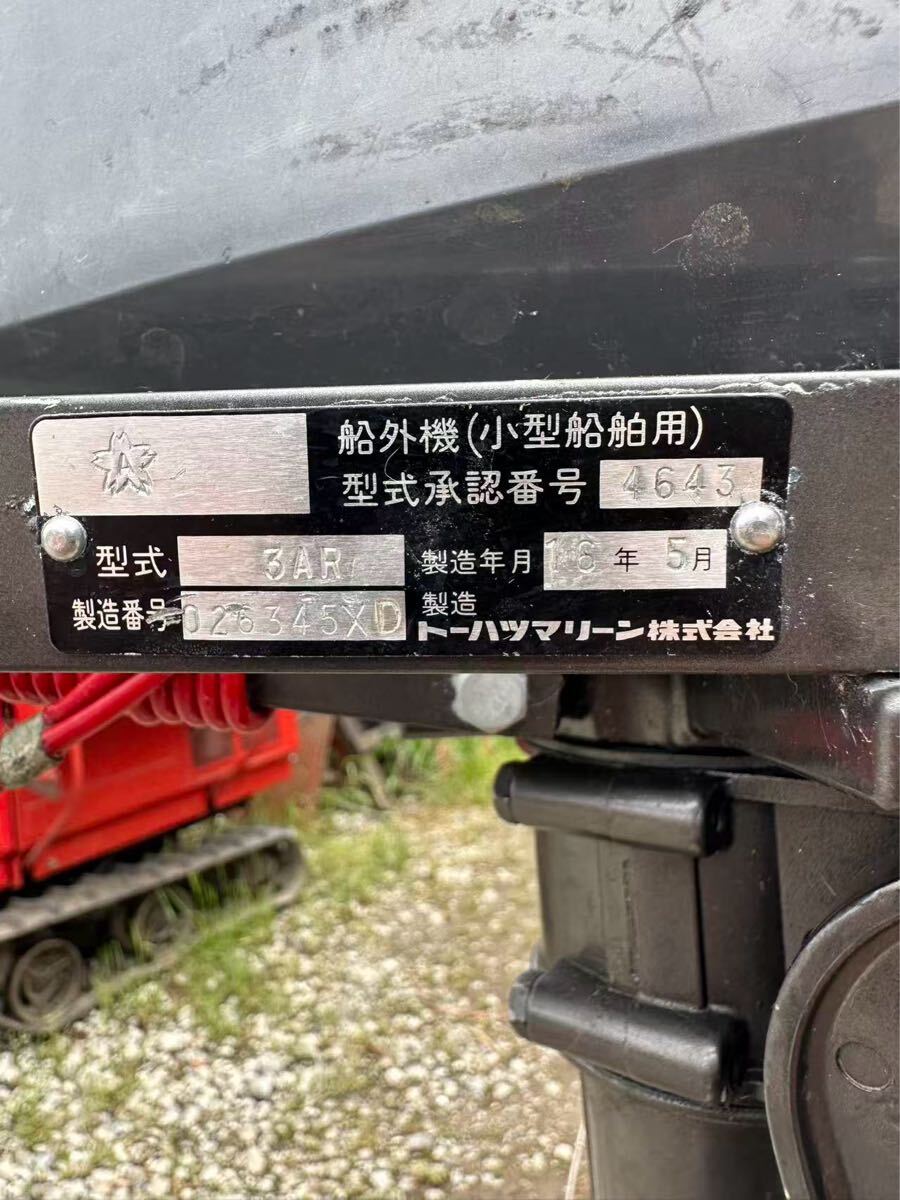 A
船外機(小型船舶用)
型式承認番号 4643
型式 3AR 製造年月 16年 5月
製造番号 026345XD 製造
トーハツマリーン株式会社